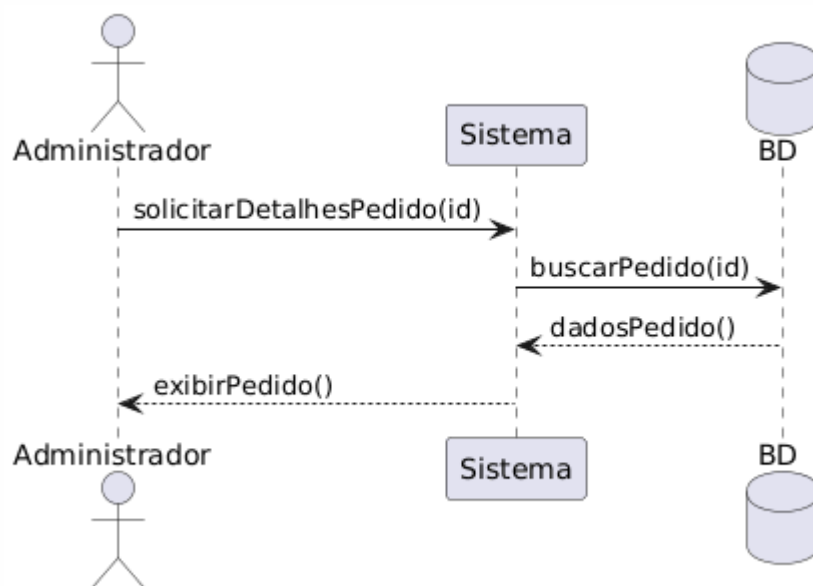 Administrador
Sistema
BD
solicitarDetalhesPedido(id)
buscarPedido(id)
dadosPedido()
exibirPedido()
Administrador
Sistema
BD